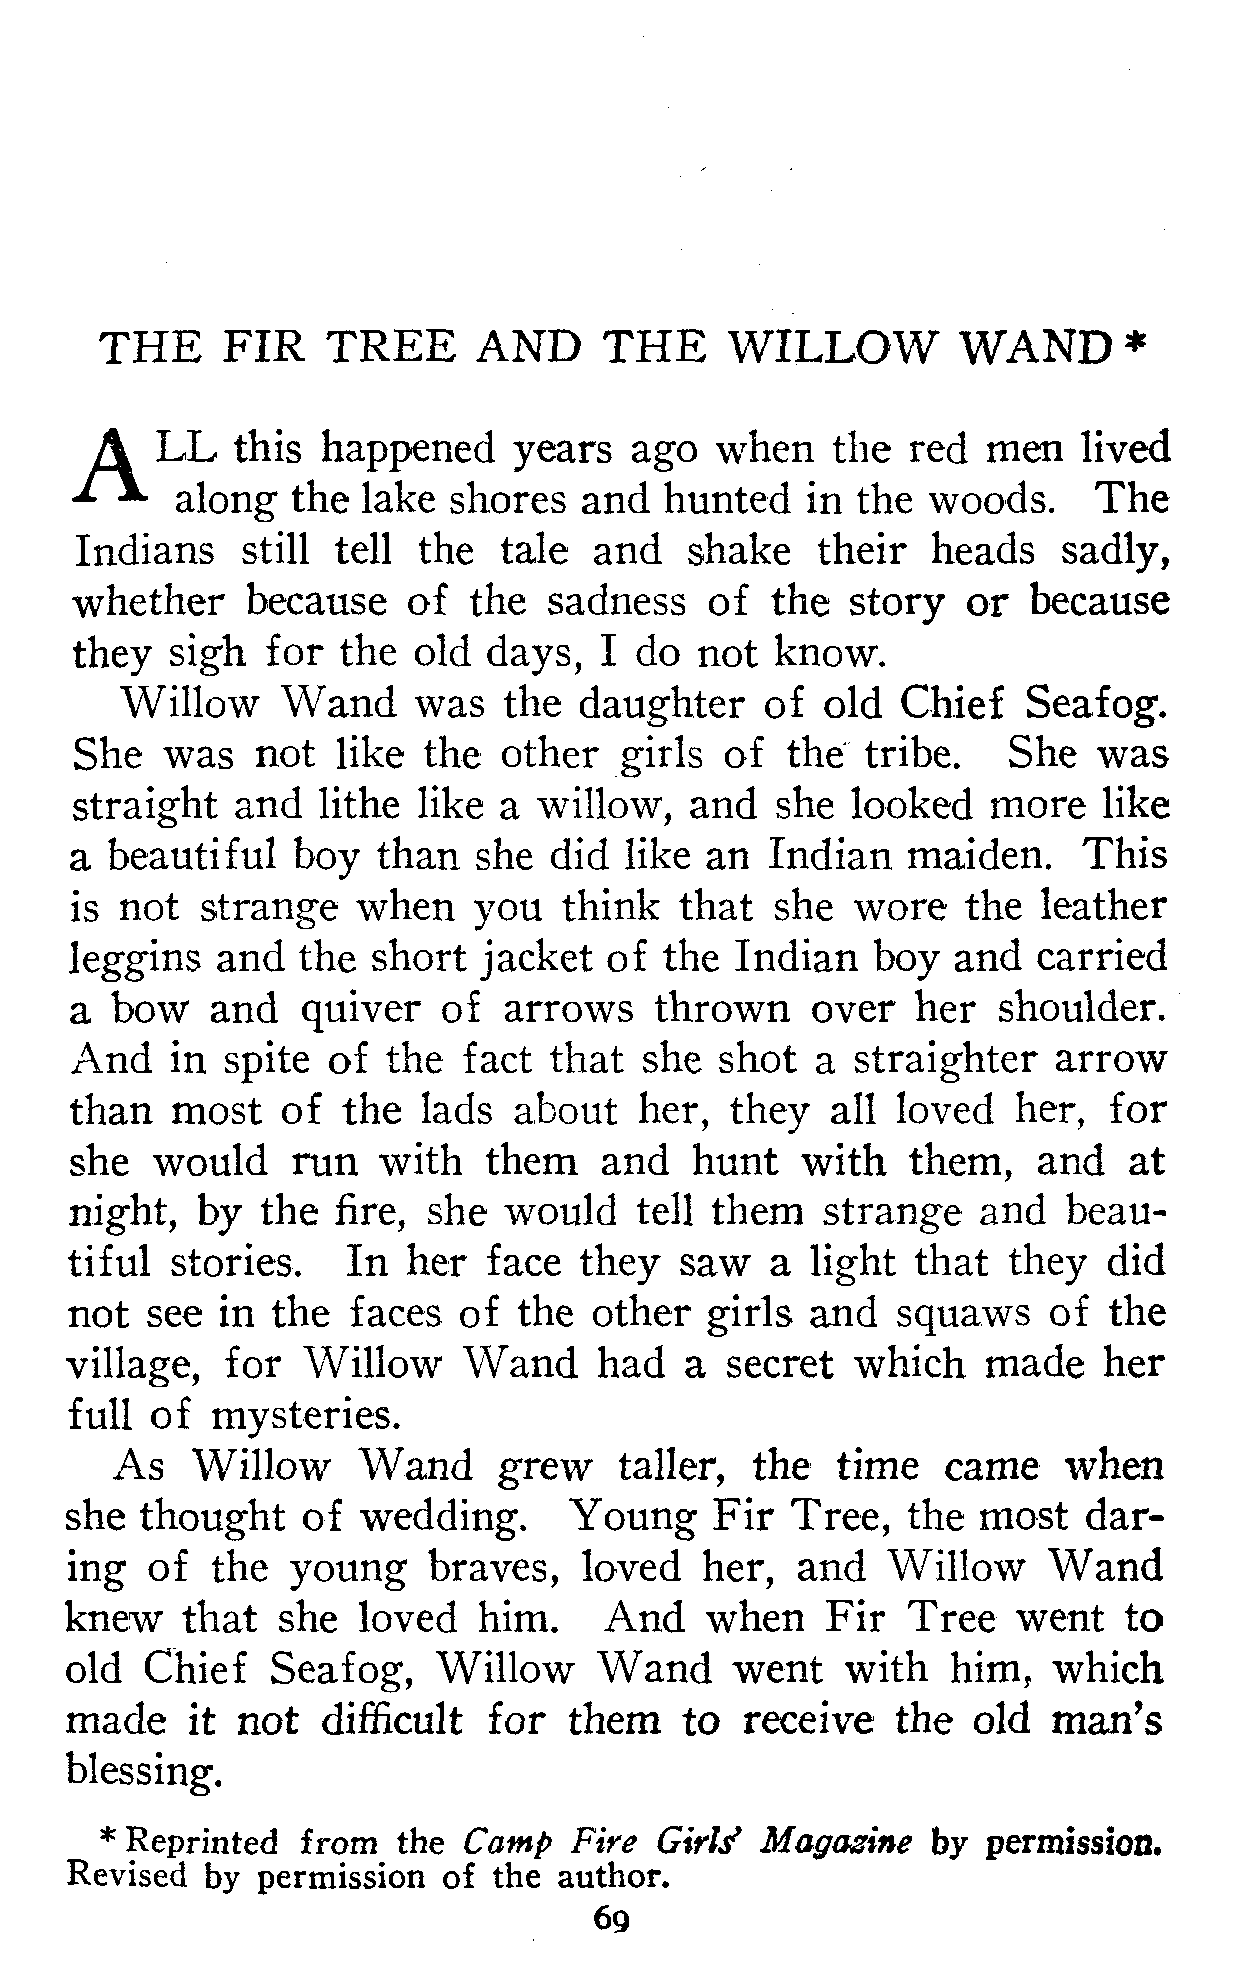 THE FIR TREE AND THE WILLOW WAND *
ALL this happened years ago when the red men lived
along the lake shores and hunted in the woods. The
Indians still tell the tale and shake their heads sadly,
whether because of the sadness of the story or because
they sigh for the old days, I do not know.
Willow Wand was the daughter of old Chief Seafog.
She was not like the other girls of the tribe. She was
straight and lithe like a willow, and she looked more like
a beautiful boy than she did like an Indian maiden. This
is not strange when you think that she wore the leather
leggins and the short jacket of the Indian boy and carried
a bow and quiver of arrows thrown over her shoulder.
And in spite of the fact that she shot a straighter arrow
than most of the lads about her, they all loved her, for
she would run with them and hunt with them, and at
night, by the fire, she would tell them strange and beau-
tiful stories. In her face they saw a light that they did
not see in the faces of the other girls and squaws of the
village, for Willow Wand had a secret which made her
full of mysteries.
As Willow Wand grew taller, the time came when
she thought of wedding. Young Fir Tree, the most dar-
ing of the young braves, loved her, and Willow Wand
knew that she loved him. And when Fir Tree went to
old Chief Seafog, Willow Wand went with him, which
made it not difficult for them to receive the old man's
blessing.
* Reprinted from the Camp Fire Girls' Magazine by permission.
Revised by permission of the author.
69